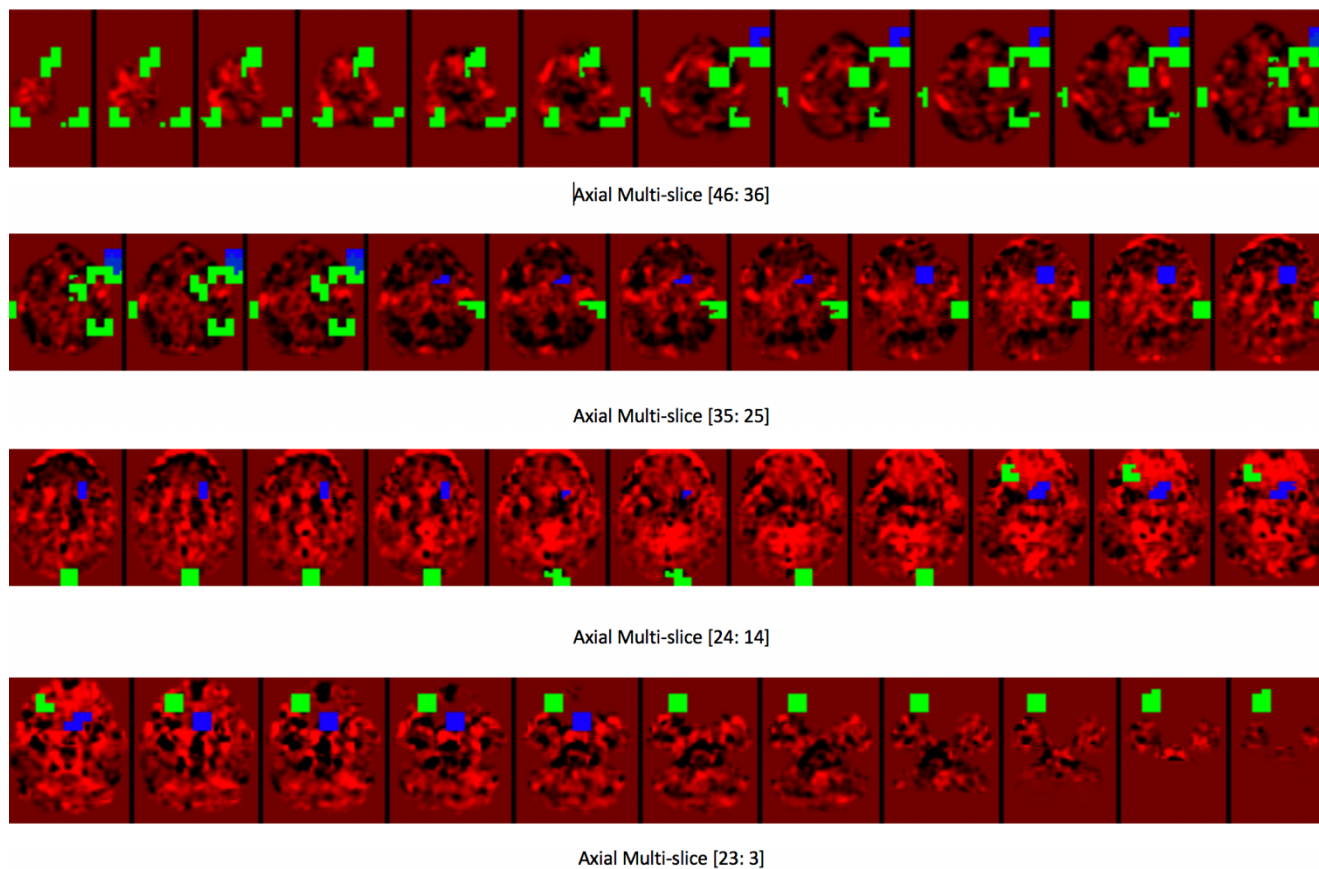 Axial Multi-slice [46: 36]
Axial Multi-slice [35: 25]
Axial Multi-slice [24: 14]
Axial Multi-slice [23: 3]